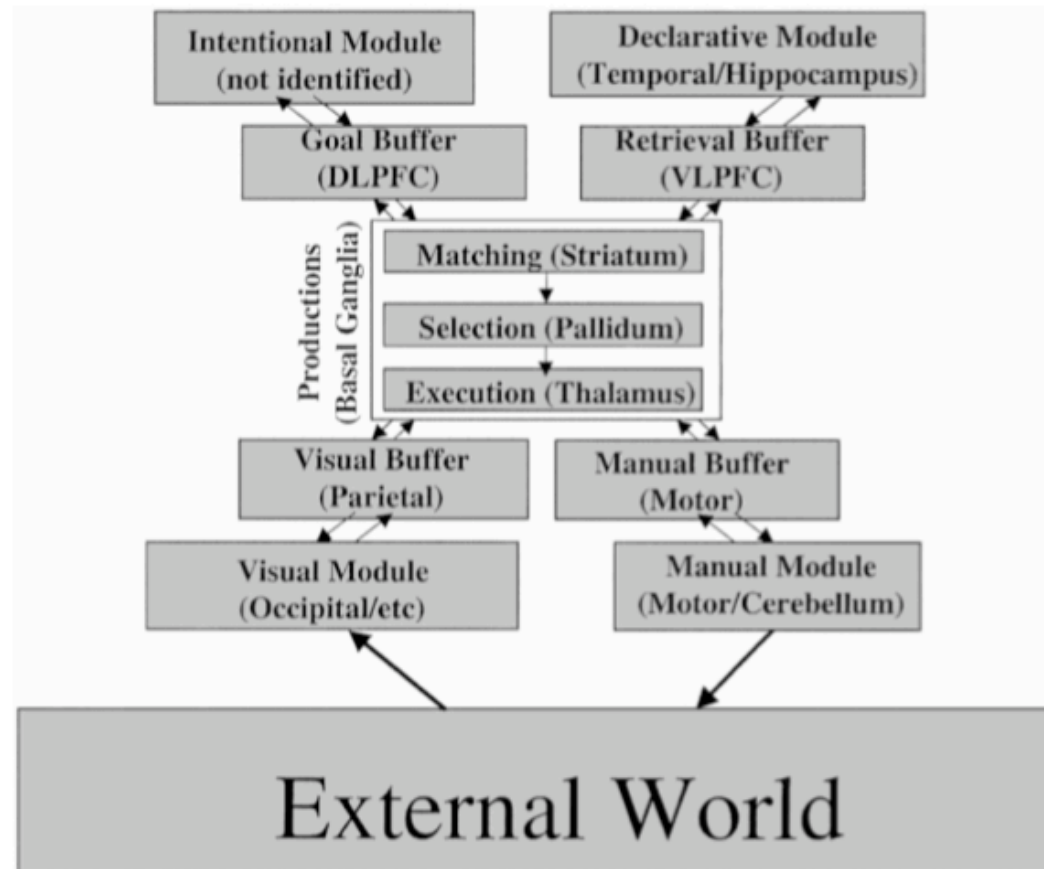 Intentional Module
(not identified)
Declarative Module
(Temporal/Hippocampus)
Goal Buffer
(DLPFC)
Retrieval Buffer
(VLPFC)
Productions
(Basal Ganglia)
Matching (Striatum)
Selection (Pallidum)
Execution (Thalamus)
Visual Buffer
(Parietal)
Manual Buffer
(Motor)
Visual Module
(Occipital/etc)
Manual Module
(Motor/Cerebellum)
External World